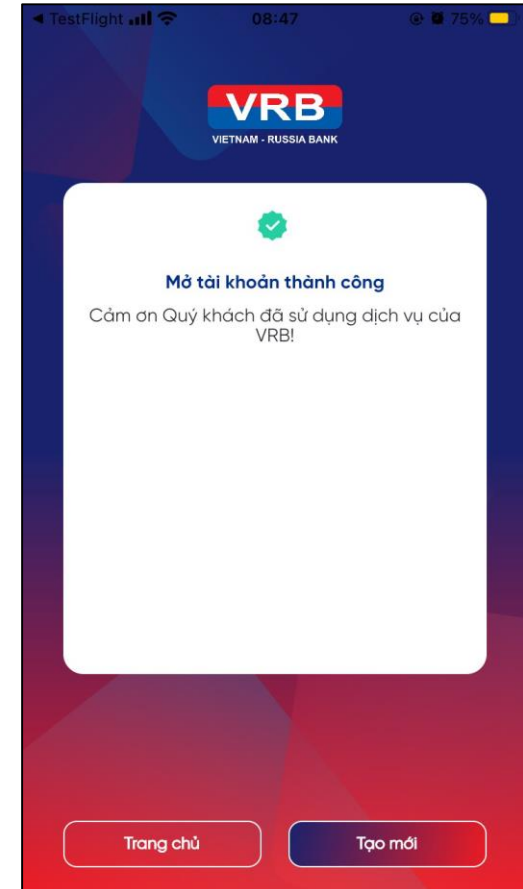 ◄ TestFlight 08:47 75%
VRB
VIETNAM - RUSSIA BANK
Mở tài khoản thành công
Cảm ơn Quý khách đã sử dụng dịch vụ của
VRB!
Trang chủ
Tạo mới